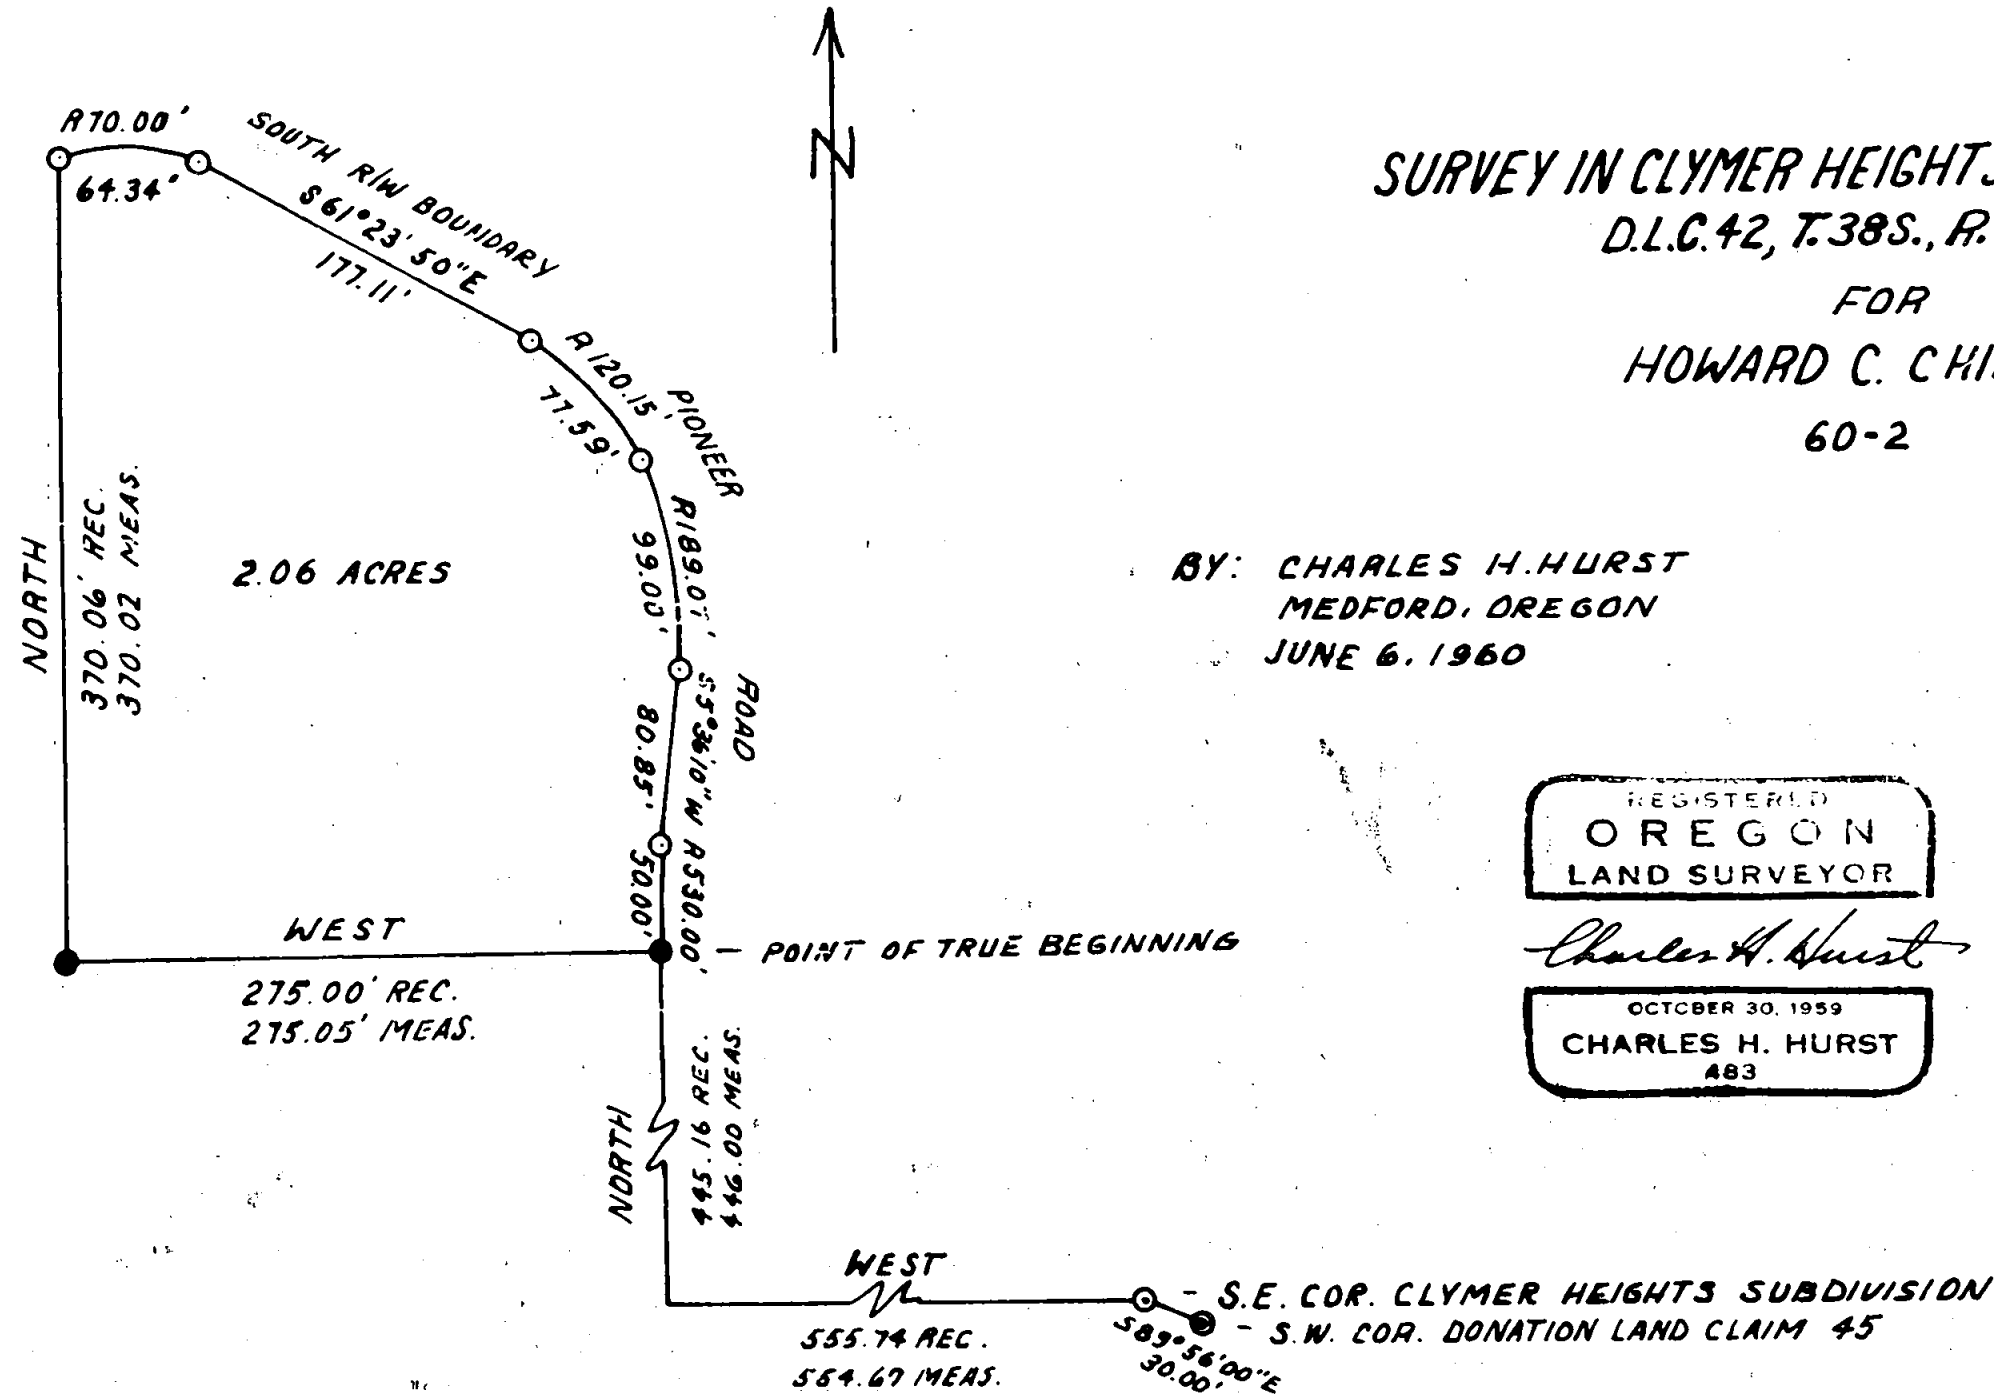 R70.00'
64.34'
SOUTH R/W BOUNDARY
S61°23'50"E
177.11'
N
R120.15'
77.59'
PIONEER
ROAD
R189.07'
99.00'
S5°36'10"W
80.85'
R530.00'
50.00'
NORTH
370.06' REC.
370.02 MEAS.
2.06 ACRES
WEST
275.00' REC.
275.05' MEAS.
- POINT OF TRUE BEGINNING
NORTH
445.16 REC.
446.00 MEAS.
WEST
555.74 REC.
554.67 MEAS.
- S.E. COR. CLYMER HEIGHTS SUBDIVISION
- S.W. COR. DONATION LAND CLAIM 45
S89°56'00"E
30.00'
SURVEY IN CLYMER HEIGHTS
D.L.C.42, T.38S., R.
FOR
HOWARD C.
60-2
BY: CHARLES H. HURST
MEDFORD, OREGON
JUNE 6, 1960
REGISTERED
OREGON
LAND SURVEYOR
Charles H. Hurst
OCTOBER 30, 1959
CHARLES H. HURST
483